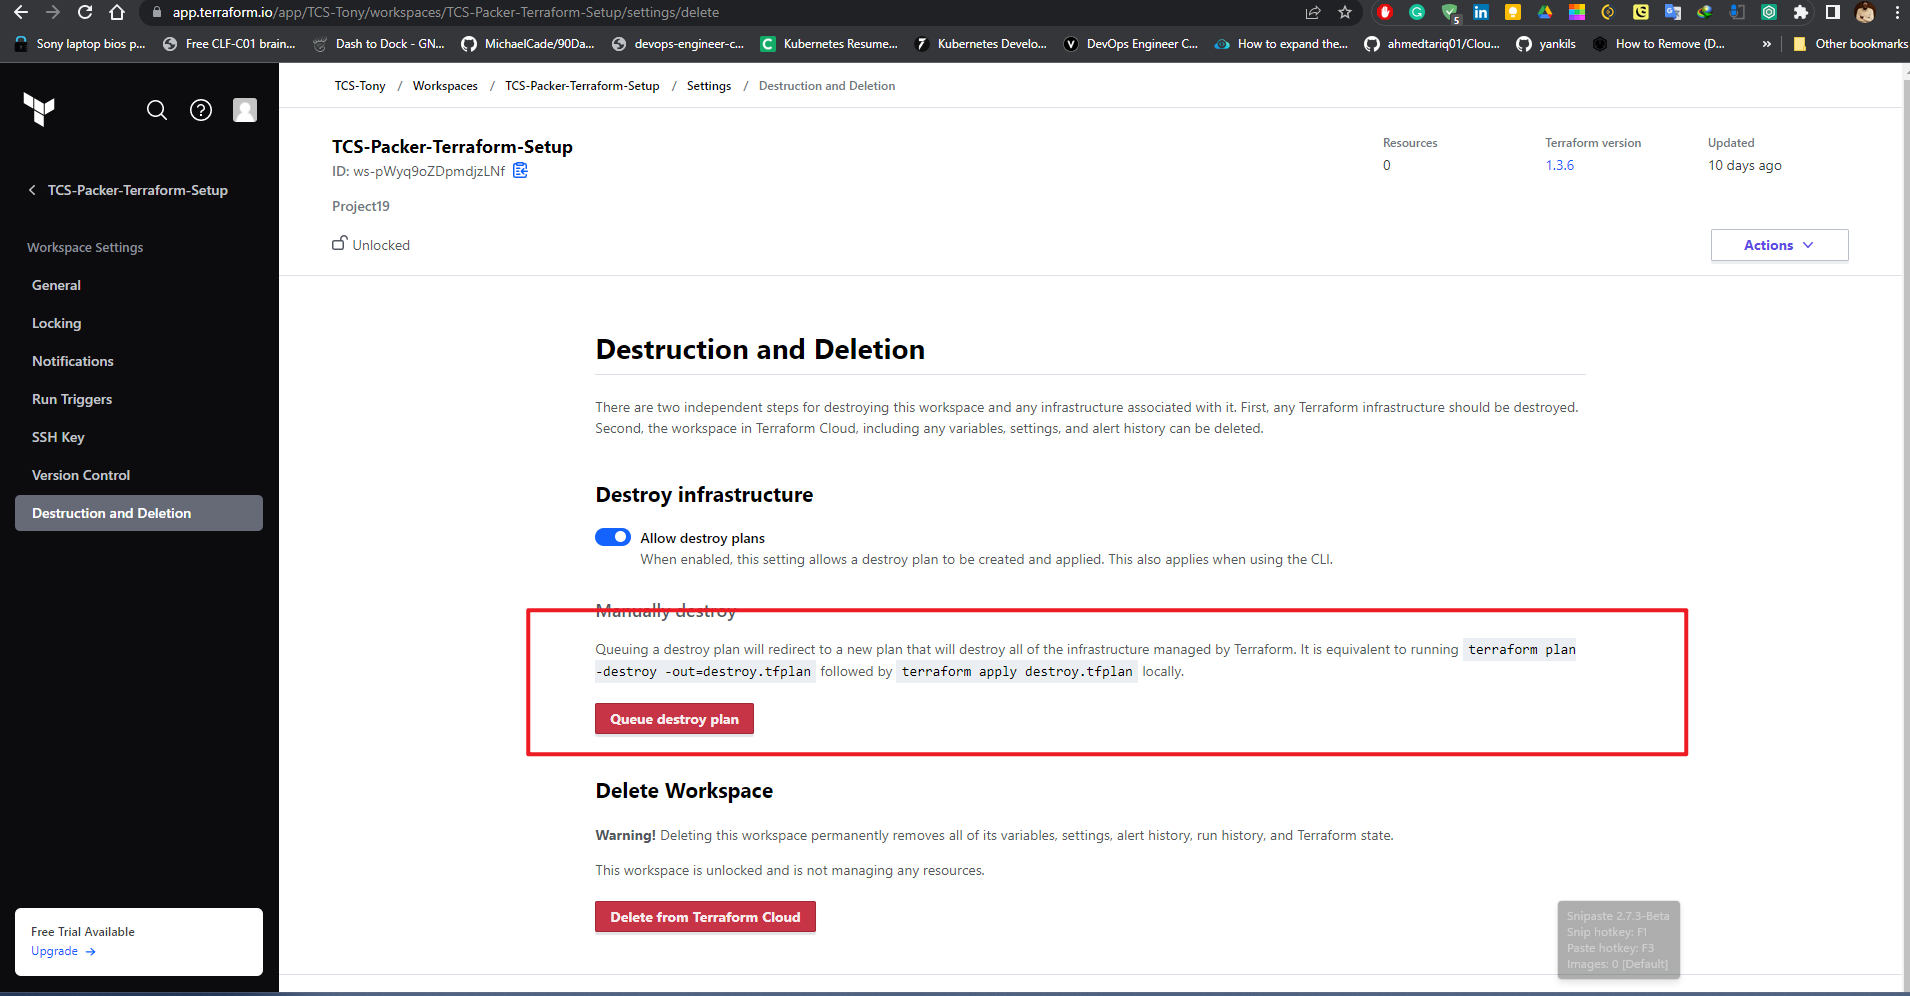 app.terraform.io/app/TCS-Tony/workspaces/TCS-Packer-Terraform-Setup/settings/delete
5
Sony laptop bios p... Free CLF-C01 brain... Dash to Dock - GN... MichaelCade/90Da... devops-engineer-c... Kubernetes Resume... Kubernetes Develo... DevOps Engineer C... How to expand the... ahmedtariq01/Clou... yankils How to Remove (D... » Other bookmarks
TCS-Tony / Workspaces / TCS-Packer-Terraform-Setup / Settings / Destruction and Deletion
TCS-Packer-Terraform-Setup
Workspace Settings
General
Locking
Notifications
Run Triggers
SSH Key
Version Control
Destruction and Deletion
Free Trial Available
Upgrade →
TCS-Packer-Terraform-Setup
ID: ws-pWyq9oZDpmdjzLNf
Project19
Unlocked
Resources
0
Terraform version
1.3.6
Updated
10 days ago
Actions
Destruction and Deletion
There are two independent steps for destroying this workspace and any infrastructure associated with it. First, any Terraform infrastructure should be destroyed.
Second, the workspace in Terraform Cloud, including any variables, settings, and alert history can be deleted.
Destroy infrastructure
Allow destroy plans
When enabled, this setting allows a destroy plan to be created and applied. This also applies when using the CLI.
Manually destroy
Queuing a destroy plan will redirect to a new plan that will destroy all of the infrastructure managed by Terraform. It is equivalent to running terraform plan
-destroy -out=destroy.tfplan followed by terraform apply destroy.tfplan locally.
Queue destroy plan
Delete Workspace
Warning! Deleting this workspace permanently removes all of its variables, settings, alert history, run history, and Terraform state.
This workspace is unlocked and is not managing any resources.
Delete from Terraform Cloud
Snipaste 2.7.3-Beta
Snip hotkey: F1
Paste hotkey: F3
Images: 0 [Default]